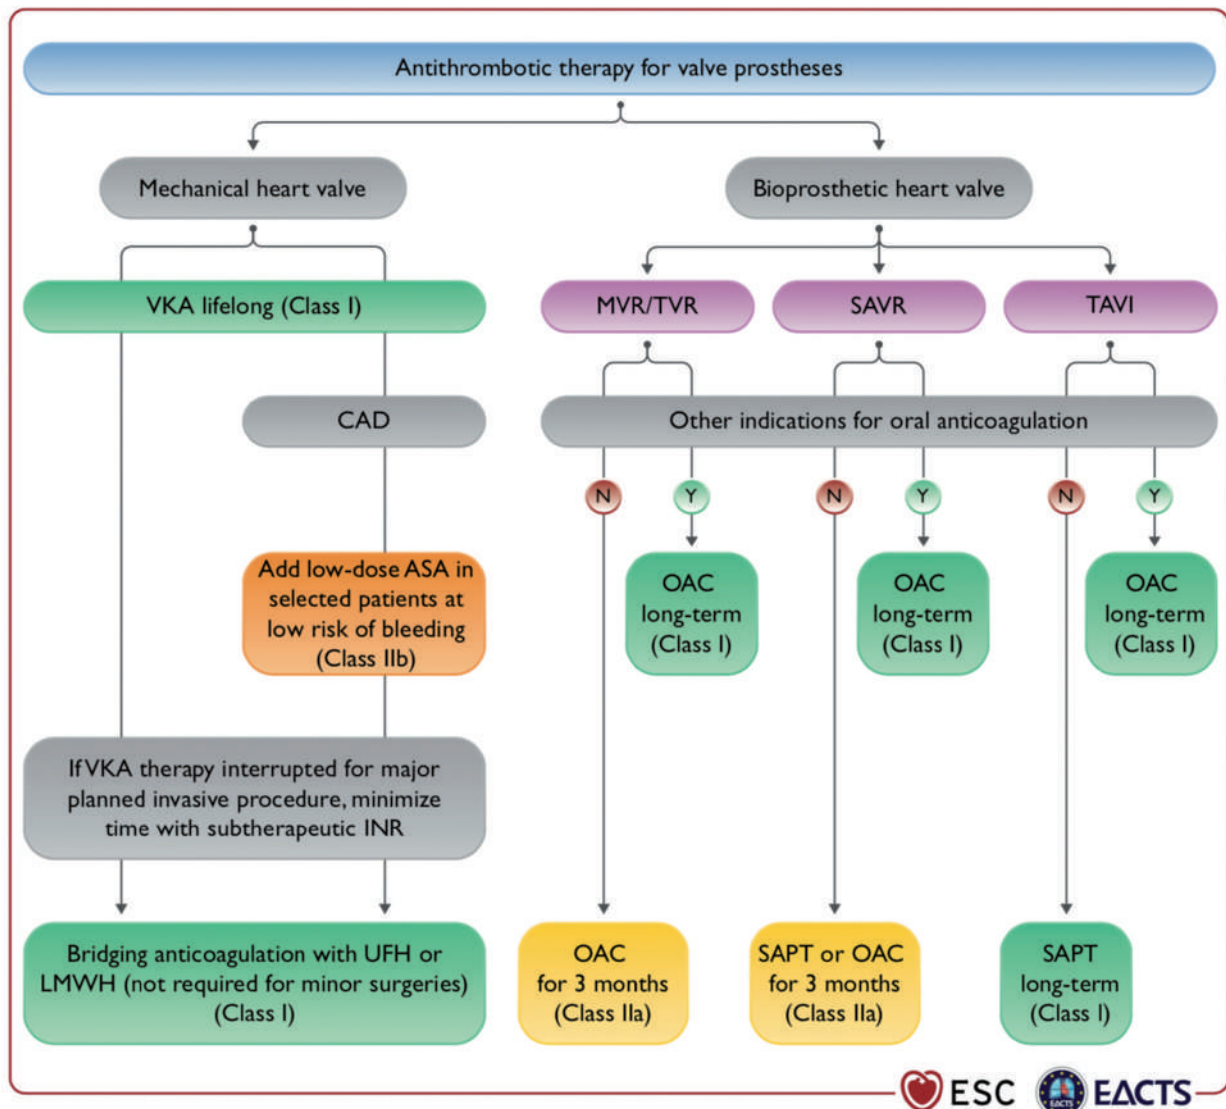 Antithrombotic therapy for valve prostheses
Mechanical heart valve
Bioprosthetic heart valve
VKA lifelong (Class I)
MVR/TVR
SAVR
TAVI
CAD
Other indications for oral anticoagulation
N
Y
N
Y
N
Y
Add low-dose ASA in
selected patients at
low risk of bleeding
(Class IIb)
OAC
long-term
(Class I)
OAC
long-term
(Class I)
OAC
long-term
(Class I)
If VKA therapy interrupted for major
planned invasive procedure, minimize
time with subtherapeutic INR
Bridging anticoagulation with UFH or
LMWH (not required for minor surgeries)
(Class I)
OAC
for 3 months
(Class IIa)
SAPT or OAC
for 3 months
(Class IIa)
SAPT
long-term
(Class I)
ESC
EACTS
EACTS